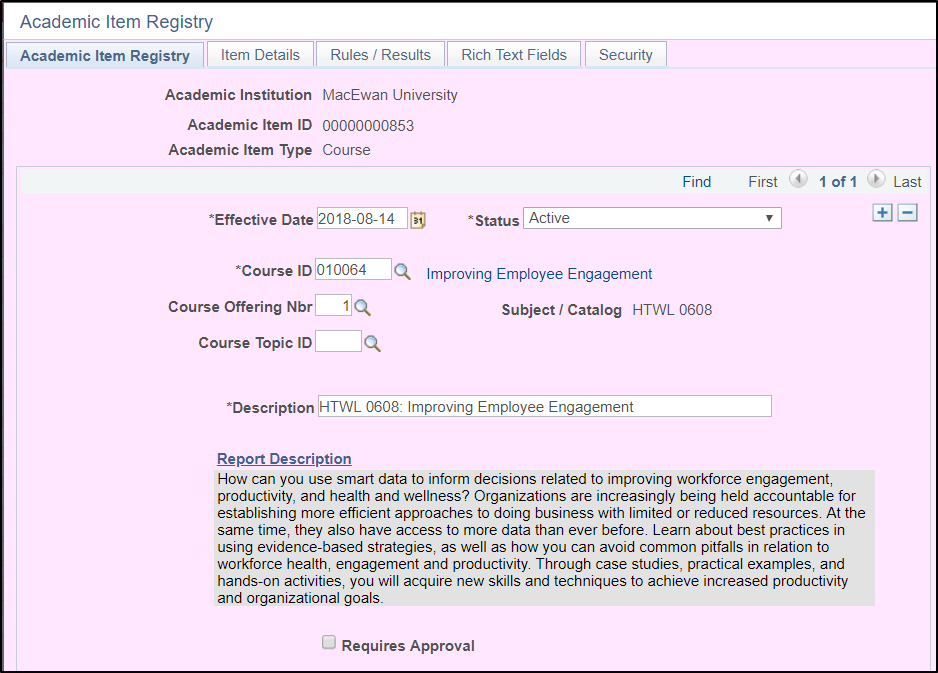 Academic Item Registry
Academic Item Registry Item Details Rules / Results Rich Text Fields Security
Academic Institution MacEwan University
Academic Item ID 00000000853
Academic Item Type Course
Find First 1 of 1 Last
*Effective Date 2018-08-14 31 *Status Active
*Course ID 010064 Improving Employee Engagement
Course Offering Nbr 1 Subject / Catalog HTWL 0608
Course Topic ID
*Description HTWL 0608: Improving Employee Engagement
Report Description
How can you use smart data to inform decisions related to improving workforce engagement,
productivity, and health and wellness? Organizations are increasingly being held accountable for
establishing more efficient approaches to doing business with limited or reduced resources. At the
same time, they also have access to more data than ever before. Learn about best practices in
using evidence-based strategies, as well as how you can avoid common pitfalls in relation to
workforce health, engagement and productivity. Through case studies, practical examples, and
hands-on activities, you will acquire new skills and techniques to achieve increased productivity
and organizational goals.
Requires Approval